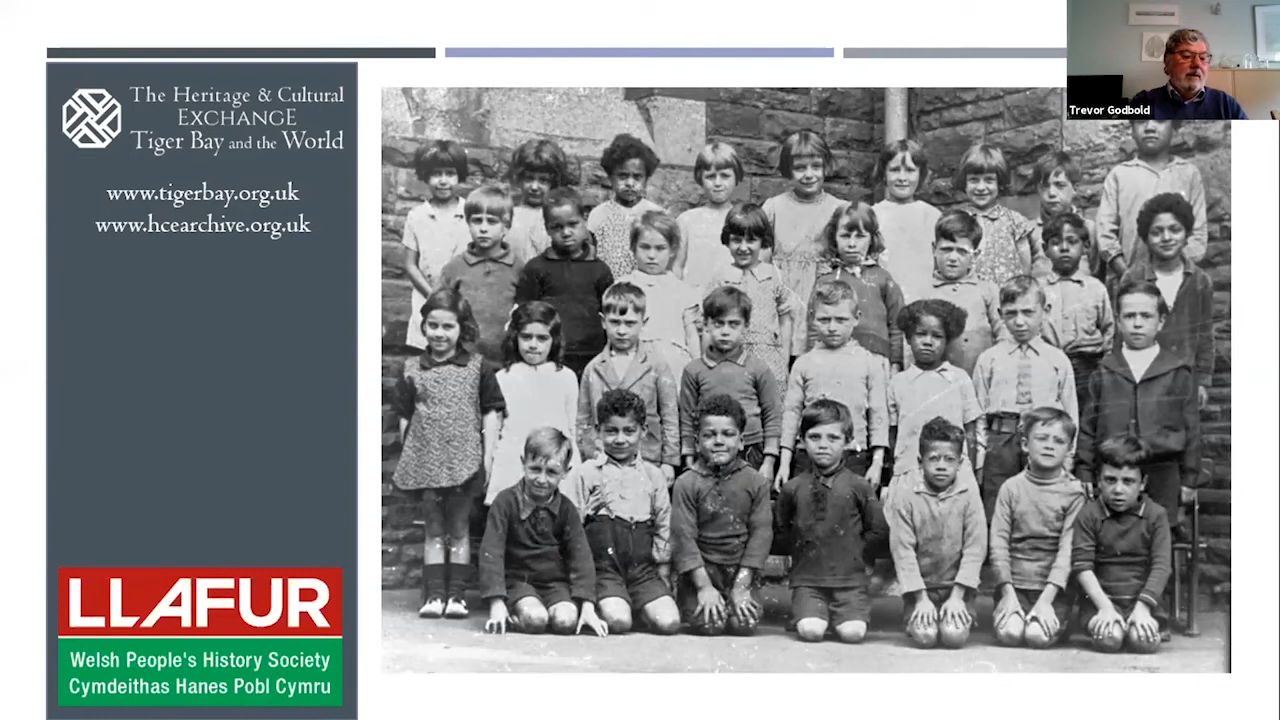 The Heritage & Cultural
EXCHANGE
Tiger Bay and the World
www.tigerbay.org.uk
www.hcearchive.org.uk
LLAFUR
Welsh People's History Society
Cymdeithas Hanes Pobl Cymru
Trevor Godbold